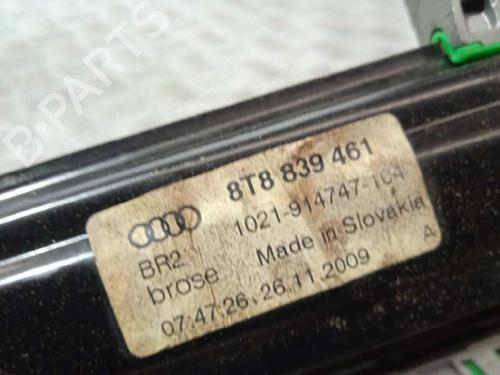 B-PARTS
8T8 839 461
1021-914747-104
BR2
Made in Slovakia
brose
A
07:47:26, 26.11.2009